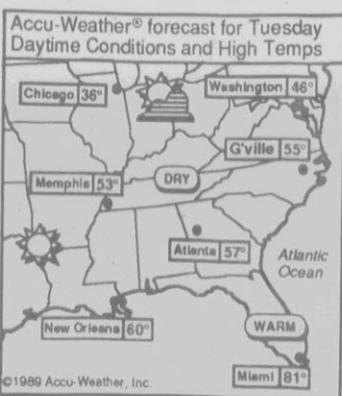 Accu-Weather® forecast for Tuesday
Daytime Conditions and High Temps
Chicago 36°
Washington 46°
G'ville 55°
Memphis 53°
DRY
Atlanta 57°
Atlantic
Ocean
New Orleans 60°
WARM
Miami 81°
©1989 Accu-Weather, Inc.